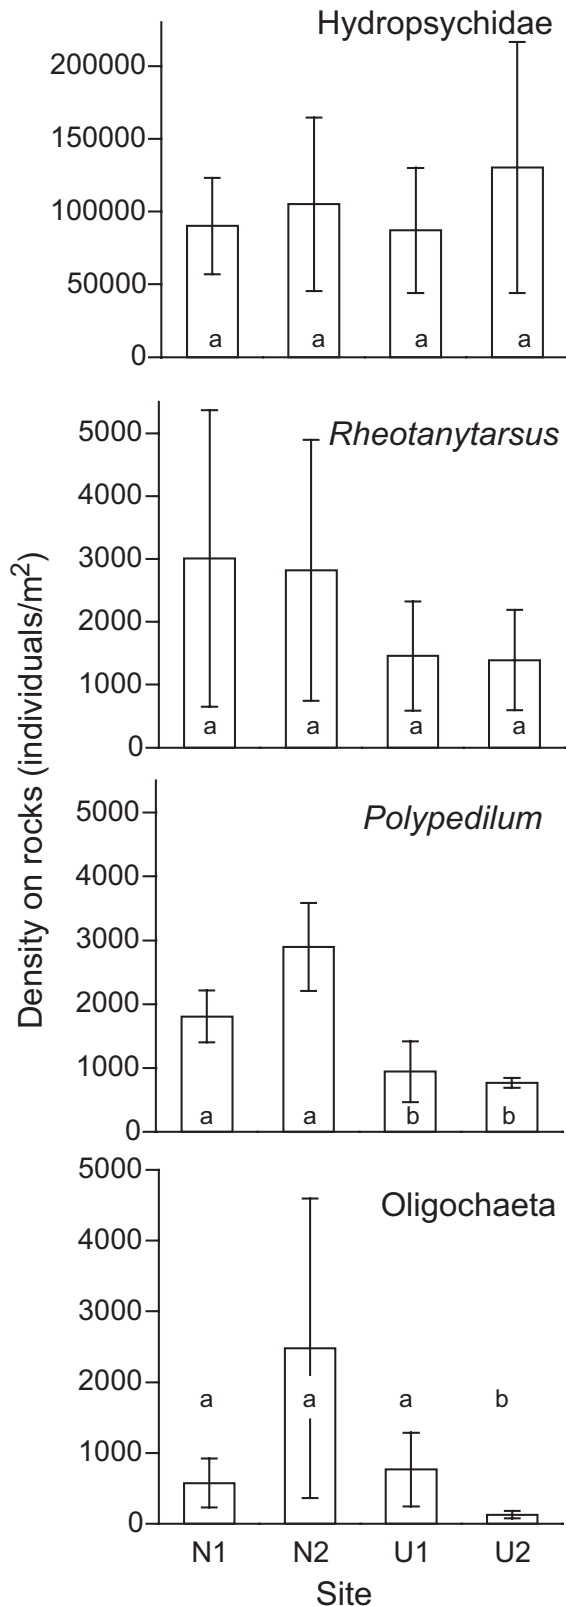 Hydropsychidae
200000
150000
100000
50000
0
a a a a
Rheotanytarsus
5000
4000
3000
2000
1000
0
a a a a
Polypedilum
5000
4000
3000
2000
1000
0
a a b b
Oligochaeta
5000
4000
3000
2000
1000
0
a a a b
N1 N2 U1 U2
Site
Density on rocks (individuals/m²)